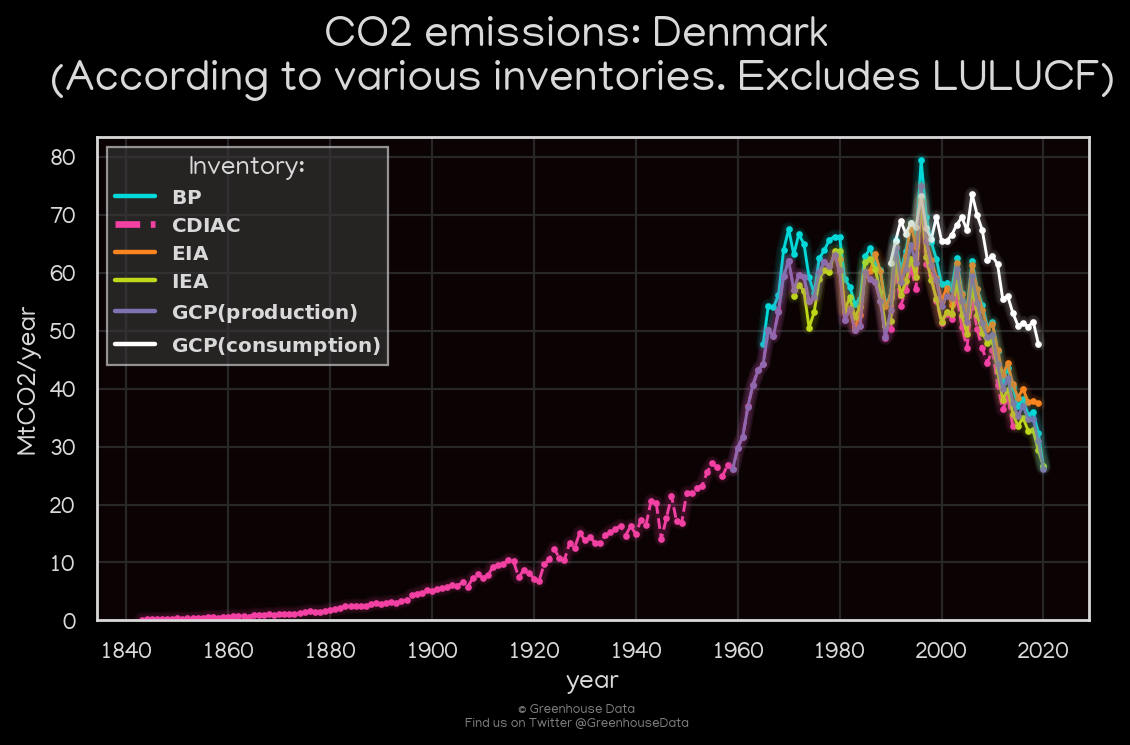 CO2 emissions: Denmark
(According to various inventories. Excludes LULUCF)
Inventory:
BP
CDIAC
EIA
IEA
GCP(production)
GCP(consumption)
MtCO2/year
80
70
60
50
40
30
20
10
0
1840 1860 1880 1900 1920 1940 1960 1980 2000 2020
year
© Greenhouse Data
Find us on Twitter @GreenhouseData